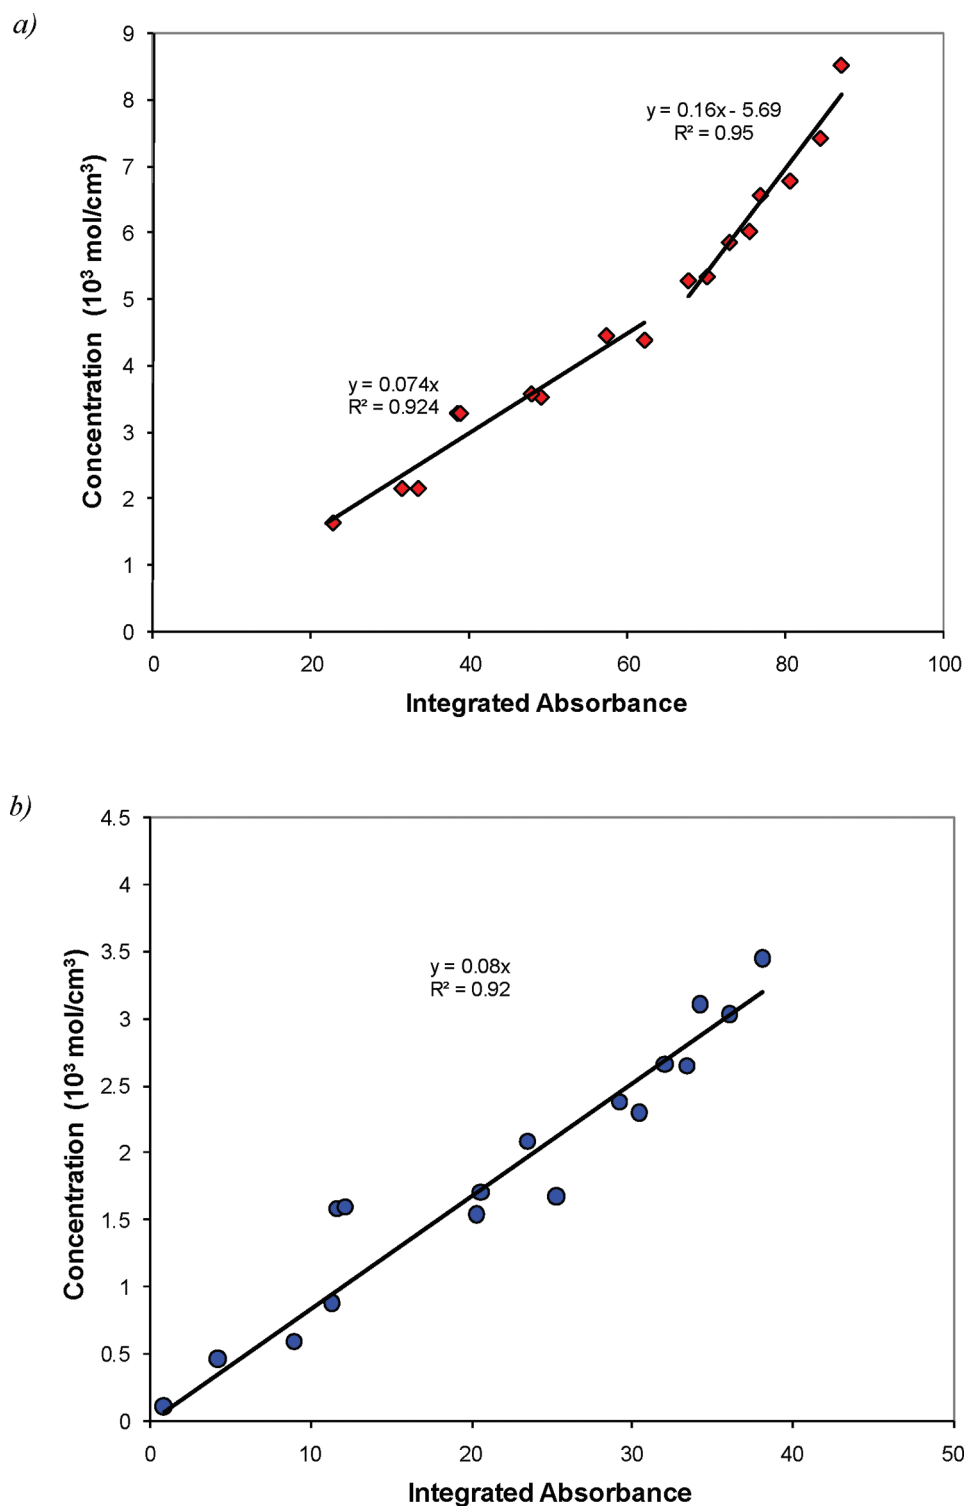 a)
9
8
7
6
5
4
3
2
1
0
Concentration (10³ mol/cm³)
y = 0.16x - 5.69
R² = 0.95
y = 0.074x
R² = 0.924
0 20 40 60 80 100
Integrated Absorbance
b)
4.5
4
3.5
3
2.5
2
1.5
1
0.5
0
Concentration (10³ mol/cm³)
y = 0.08x
R² = 0.92
0 10 20 30 40 50
Integrated Absorbance